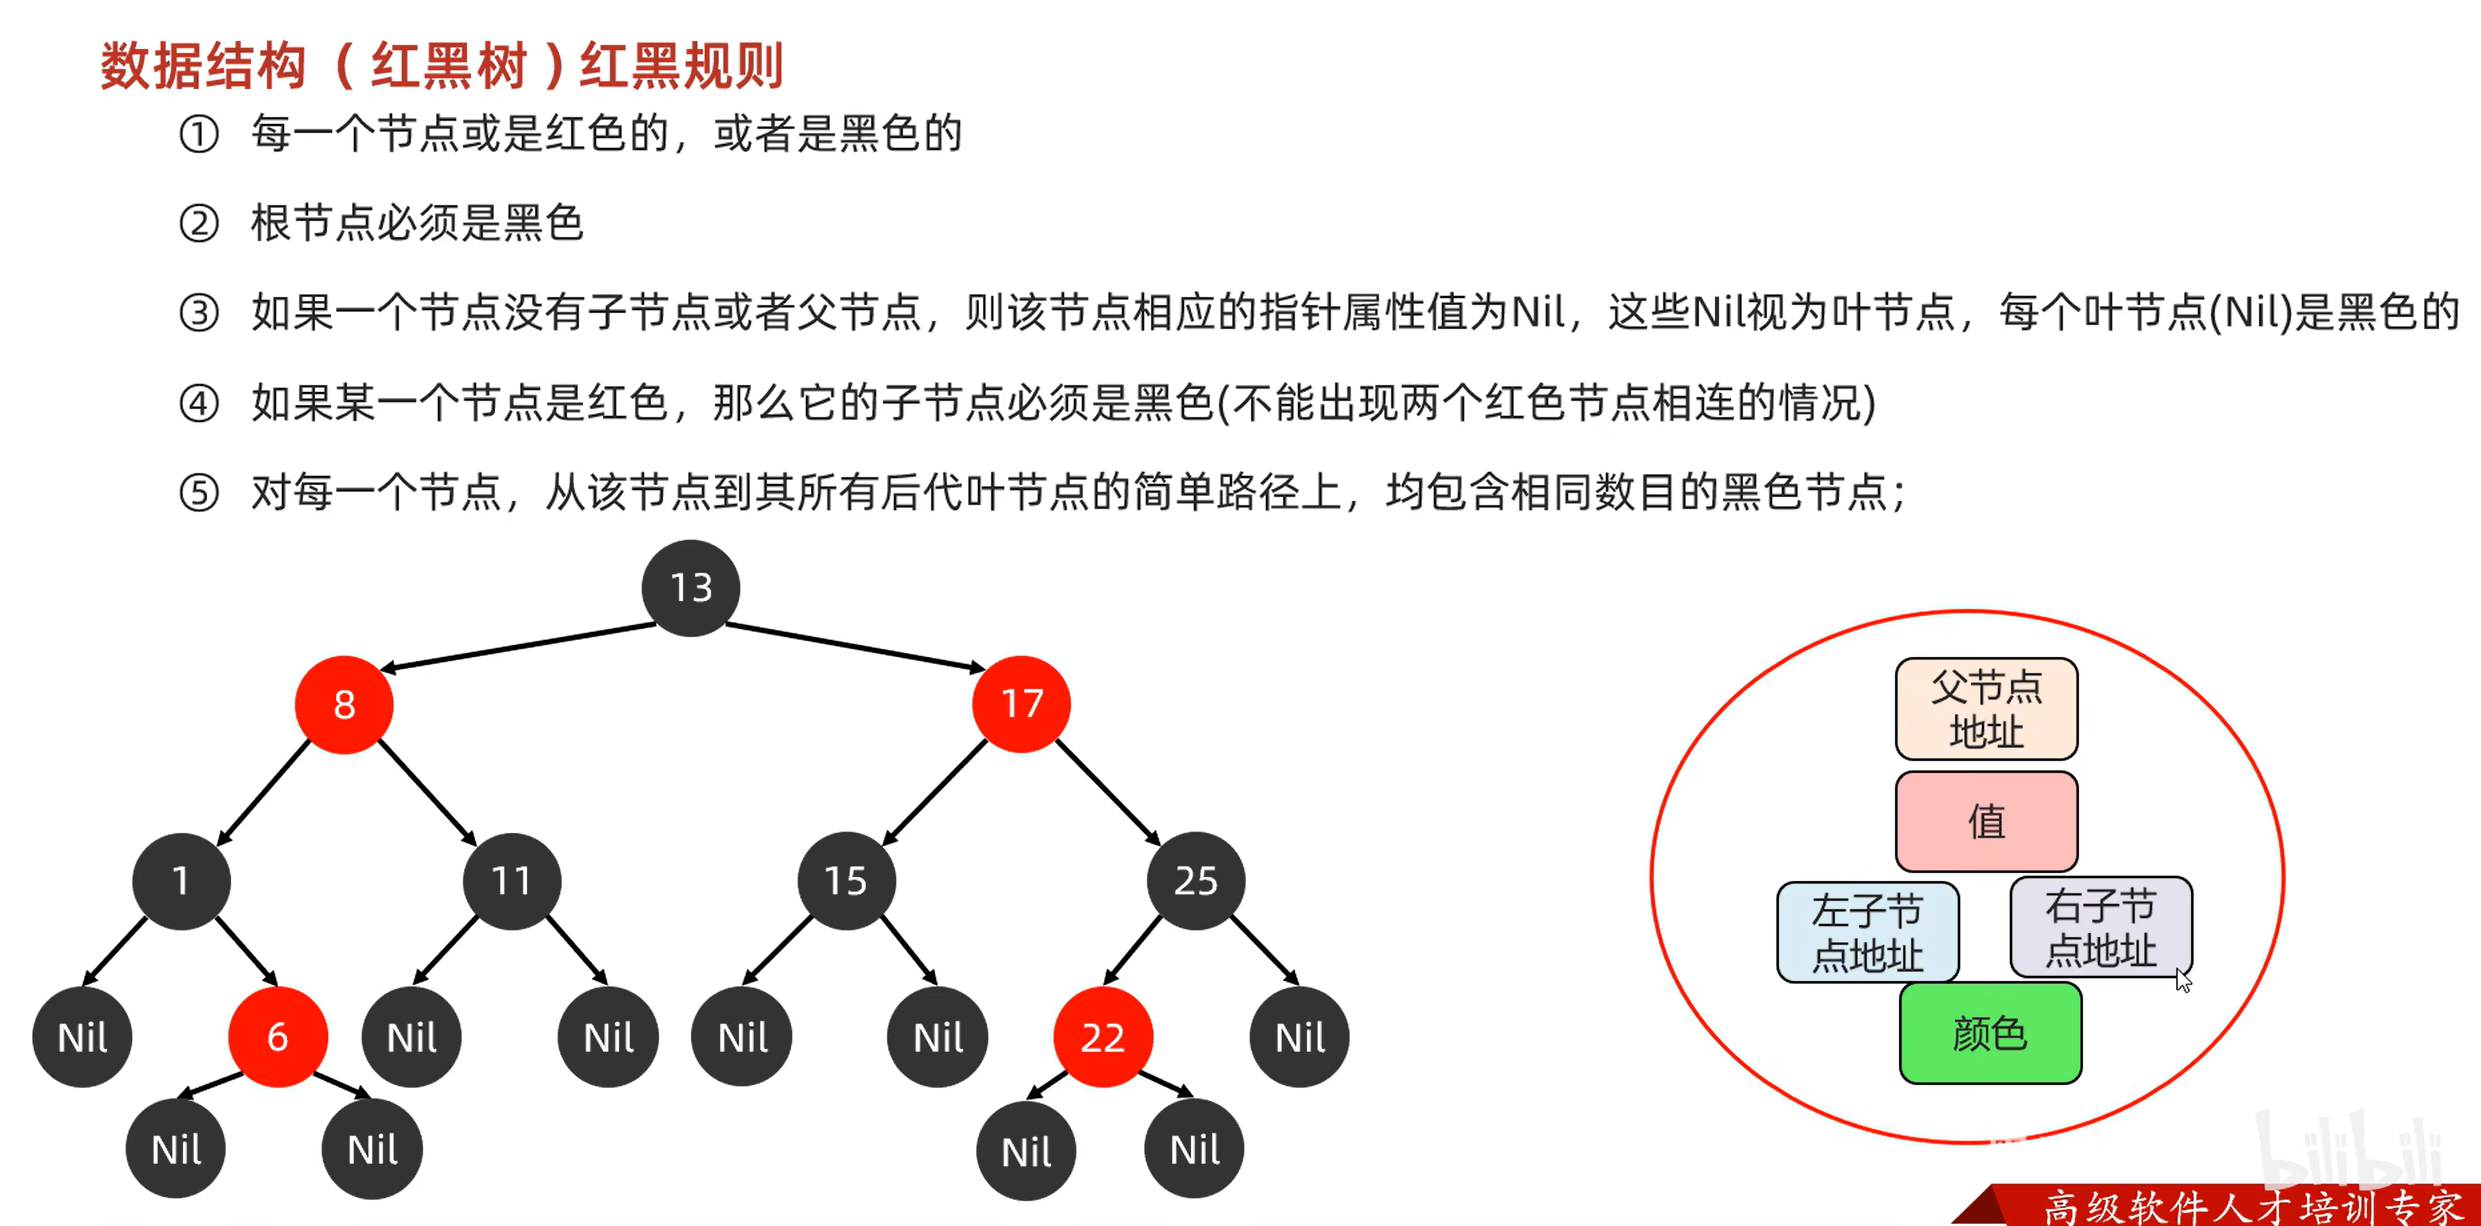 数据结构（红黑树）红黑规则
① 每一个节点或是红色的，或者是黑色的
② 根节点必须是黑色
③ 如果一个节点没有子节点或者父节点，则该节点相应的指针属性值为Nil，这些Nil视为叶节点，每个叶节点(Nil)是黑色的
④ 如果某一个节点是红色，那么它的子节点必须是黑色(不能出现两个红色节点相连的情况)
⑤ 对每一个节点，从该节点到其所有后代叶节点的简单路径上，均包含相同数目的黑色节点；
13
8
17
1
11
15
25
Nil
6
Nil
Nil
Nil
Nil
22
Nil
Nil
Nil
Nil
Nil
父节点
地址
值
左子节
点地址
右子节
点地址
颜色
bilibili
高级软件人才培训专家